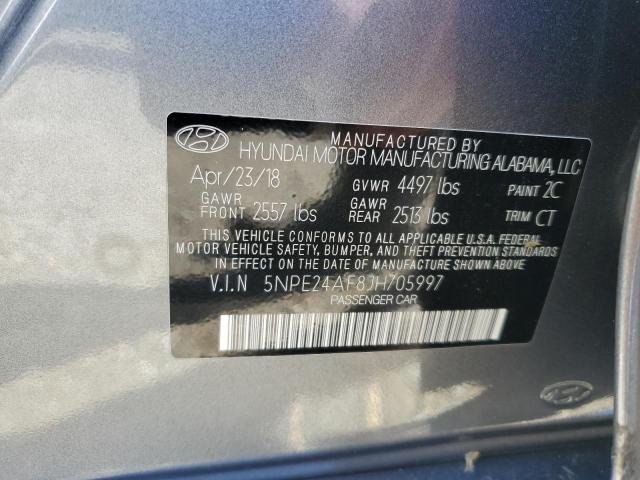 MANUFACTURED BY
HYUNDAI MOTOR MANUFACTURING ALABAMA, LLC
Apr/23/18 GVWR 4497 lbs PAINT 2C
GAWR FRONT 2557 lbs GAWR REAR 2513 lbs TRIM CT
THIS VEHICLE CONFORMS TO ALL APPLICABLE U.S.A. FEDERAL
MOTOR VEHICLE SAFETY, BUMPER, AND THEFT PREVENTION STANDARDS
IN EFFECT ON THE DATE OF MANUFACTURE SHOWN ABOVE.
V.I.N 5NPE24AF8JH705997
PASSENGER CAR